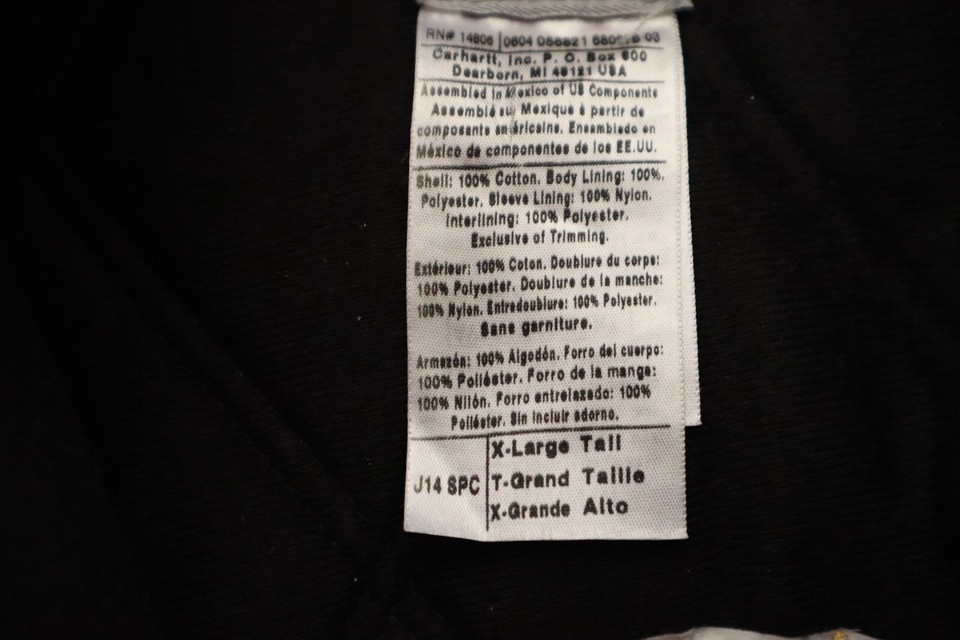 RN# 14806 0604 056621 03
Carhartt, Inc. P. O. Box 600
Dearborn, MI 48121 USA
Assembled in Mexico of US Components
Assemblé au Mexique à partir de
composants américains. Ensamblado en
México de componentes de los EE.UU.
Shell: 100% Cotton. Body Lining: 100%.
Polyester. Sleeve Lining: 100% Nylon.
Interlining: 100% Polyester.
Exclusive of Trimming.
Extérieur: 100% Coton. Doublure du corps:
100% Polyester. Doublure de la manche:
100% Nylon. Entredoublure: 100% Polyester.
Sans garniture.
Armazón: 100% Algodón. Forro del cuerpo:
100% Poliéster. Forro de la manga:
100% Nilón. Forro entrelazado: 100%
Poliéster. Sin incluir adorno.
J14 SPC
X-Large Tall
T-Grand Taille
X-Grande Alto